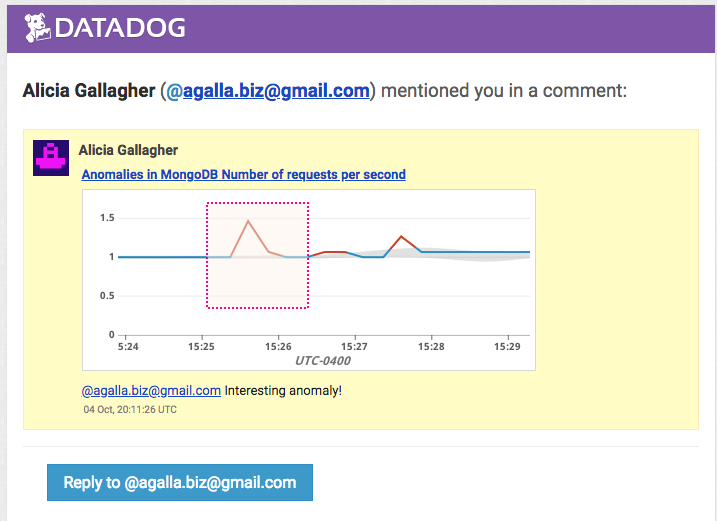 DATADOG
Alicia Gallagher (@agalla.biz@gmail.com) mentioned you in a comment:
Alicia Gallagher
Anomalies in MongoDB Number of requests per second
1.5
1
0.5
0
5:24 15:25 15:26 15:27 15:28 15:29
UTC-0400
@agalla.biz@gmail.com Interesting anomaly!
04 Oct, 20:11:26 UTC
Reply to @agalla.biz@gmail.com